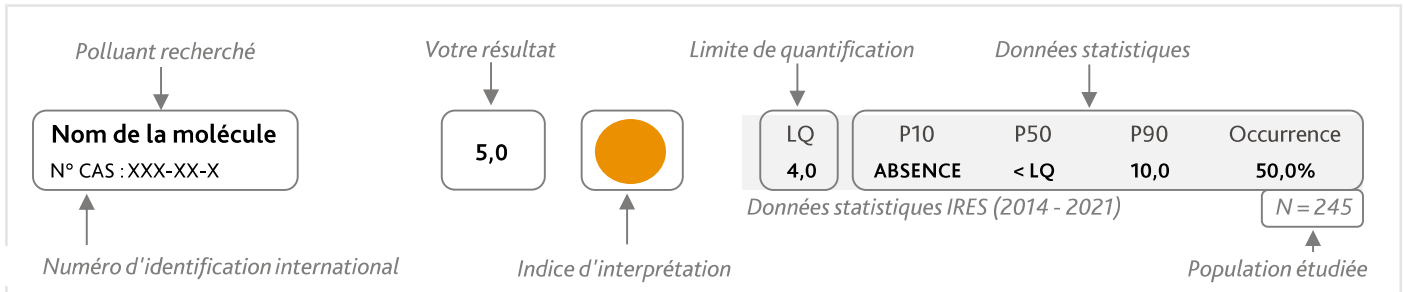 Polluant recherché
Votre résultat
Limite de quantification
Données statistiques
Nom de la molécule
N° CAS : XXX-XX-X
5,0
LQ P10 P50 P90 Occurrence
4,0 ABSENCE < LQ 10,0 50,0%
Données statistiques IRES (2014 - 2021)
N = 245
Numéro d'identification international
Indice d'interprétation
Population étudiée